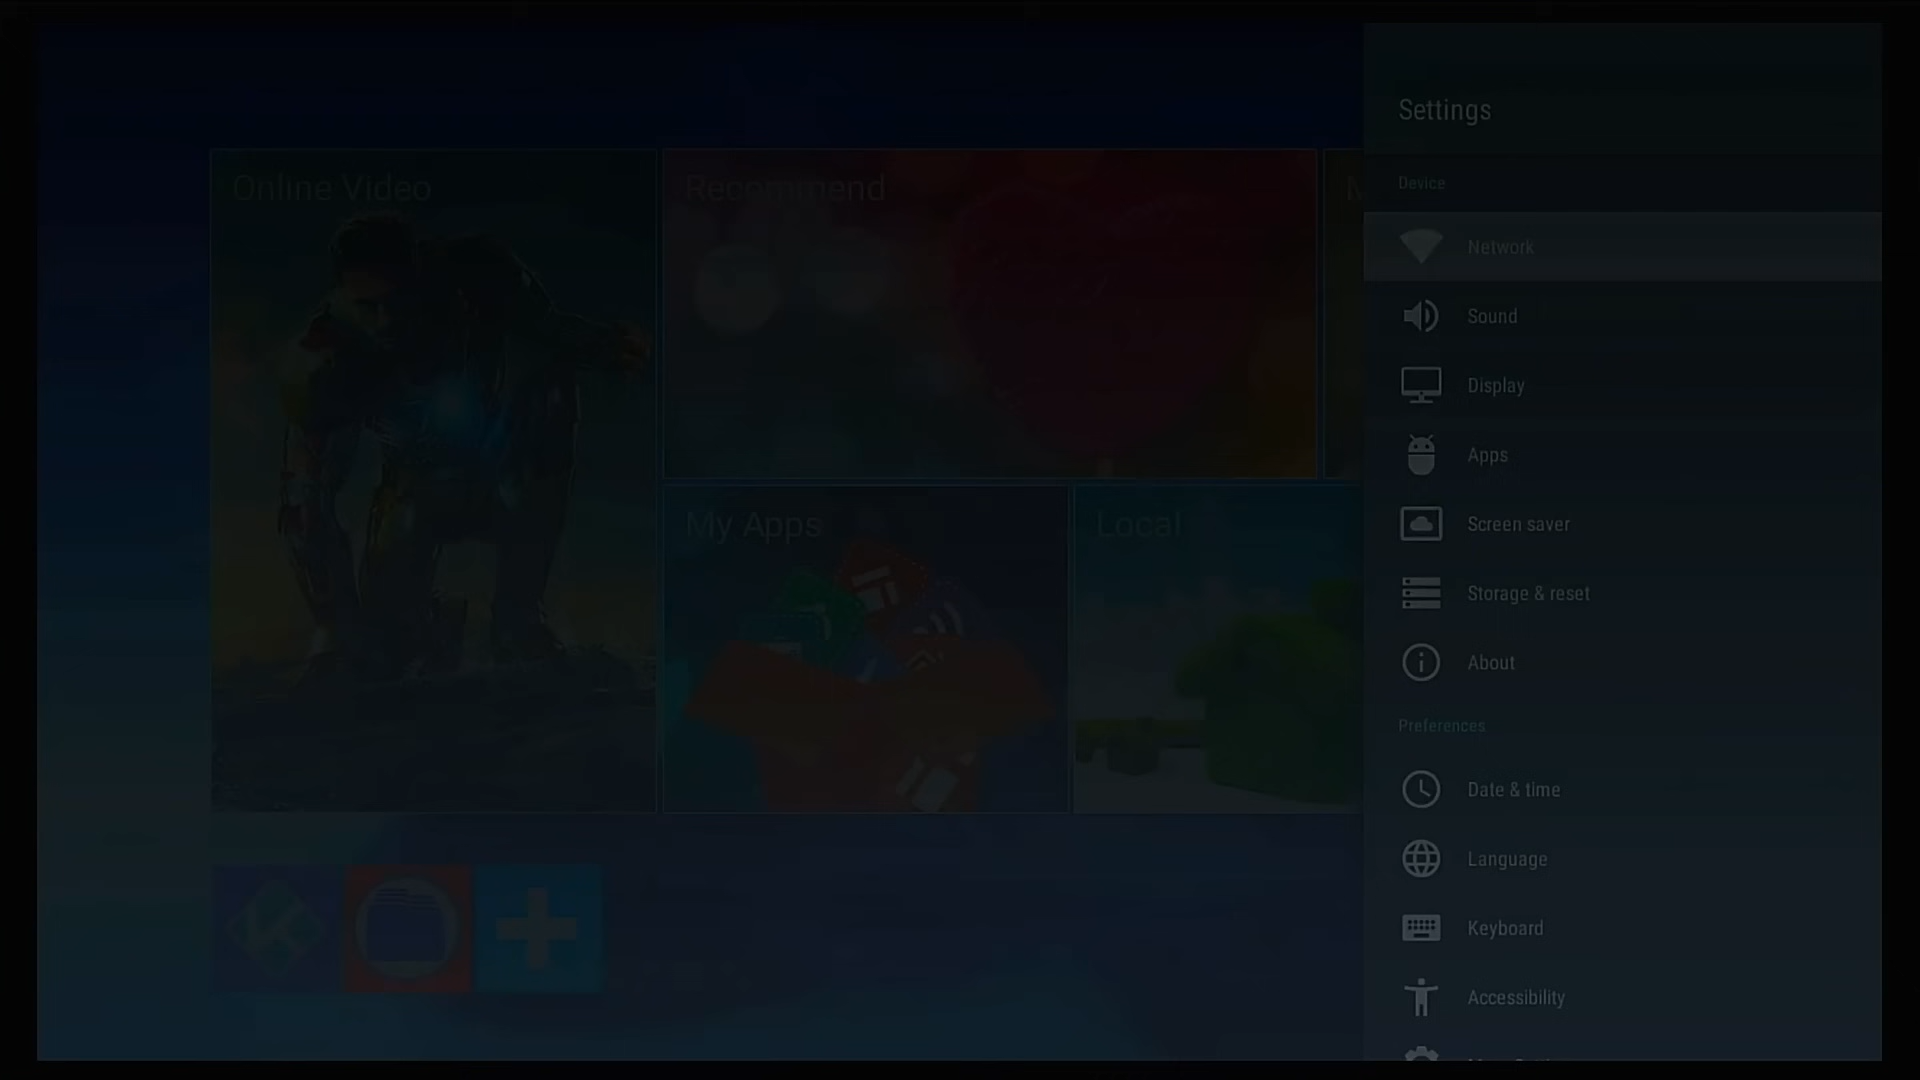 Settings
Device
Network
Sound
Display
Apps
Screen saver
Storage & reset
About
Preferences
Date & time
Language
Keyboard
Accessibility
Online Video
Recommend
My Apps
Local